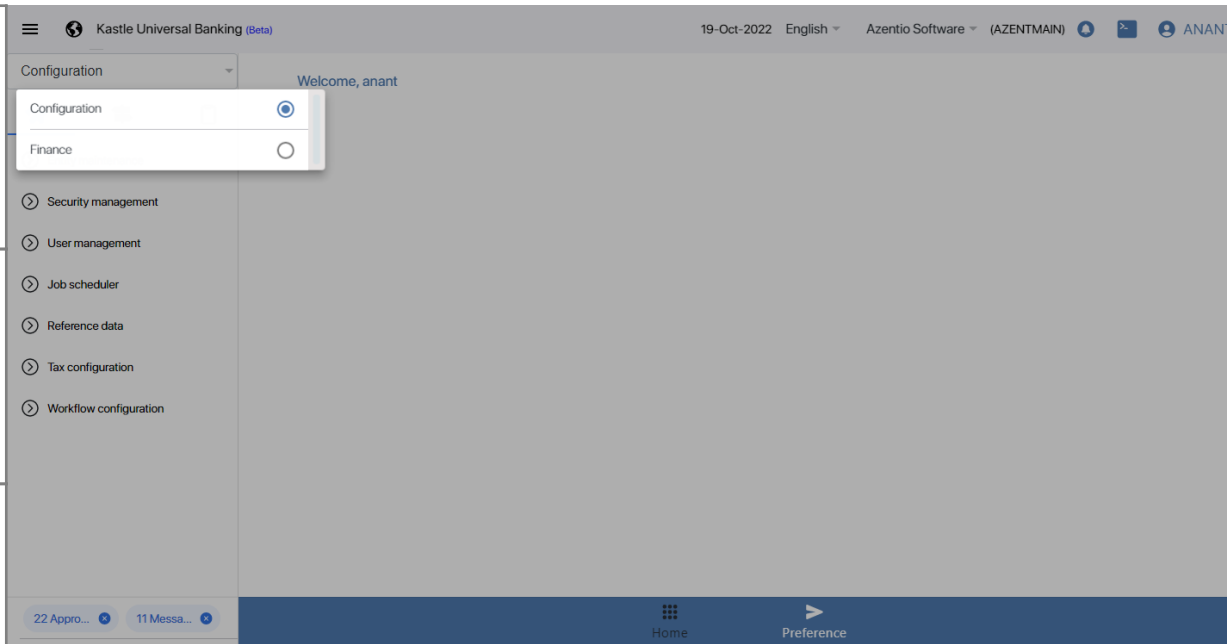 Kastle Universal Banking (Beta)
19-Oct-2022 English Azentio Software (AZENTMAIN) ANANT
Configuration
Welcome, anant
Configuration
Finance
Security management
User management
Job scheduler
Reference data
Tax configuration
Workflow configuration
22 Appro... 11 Messa...
Home Preference